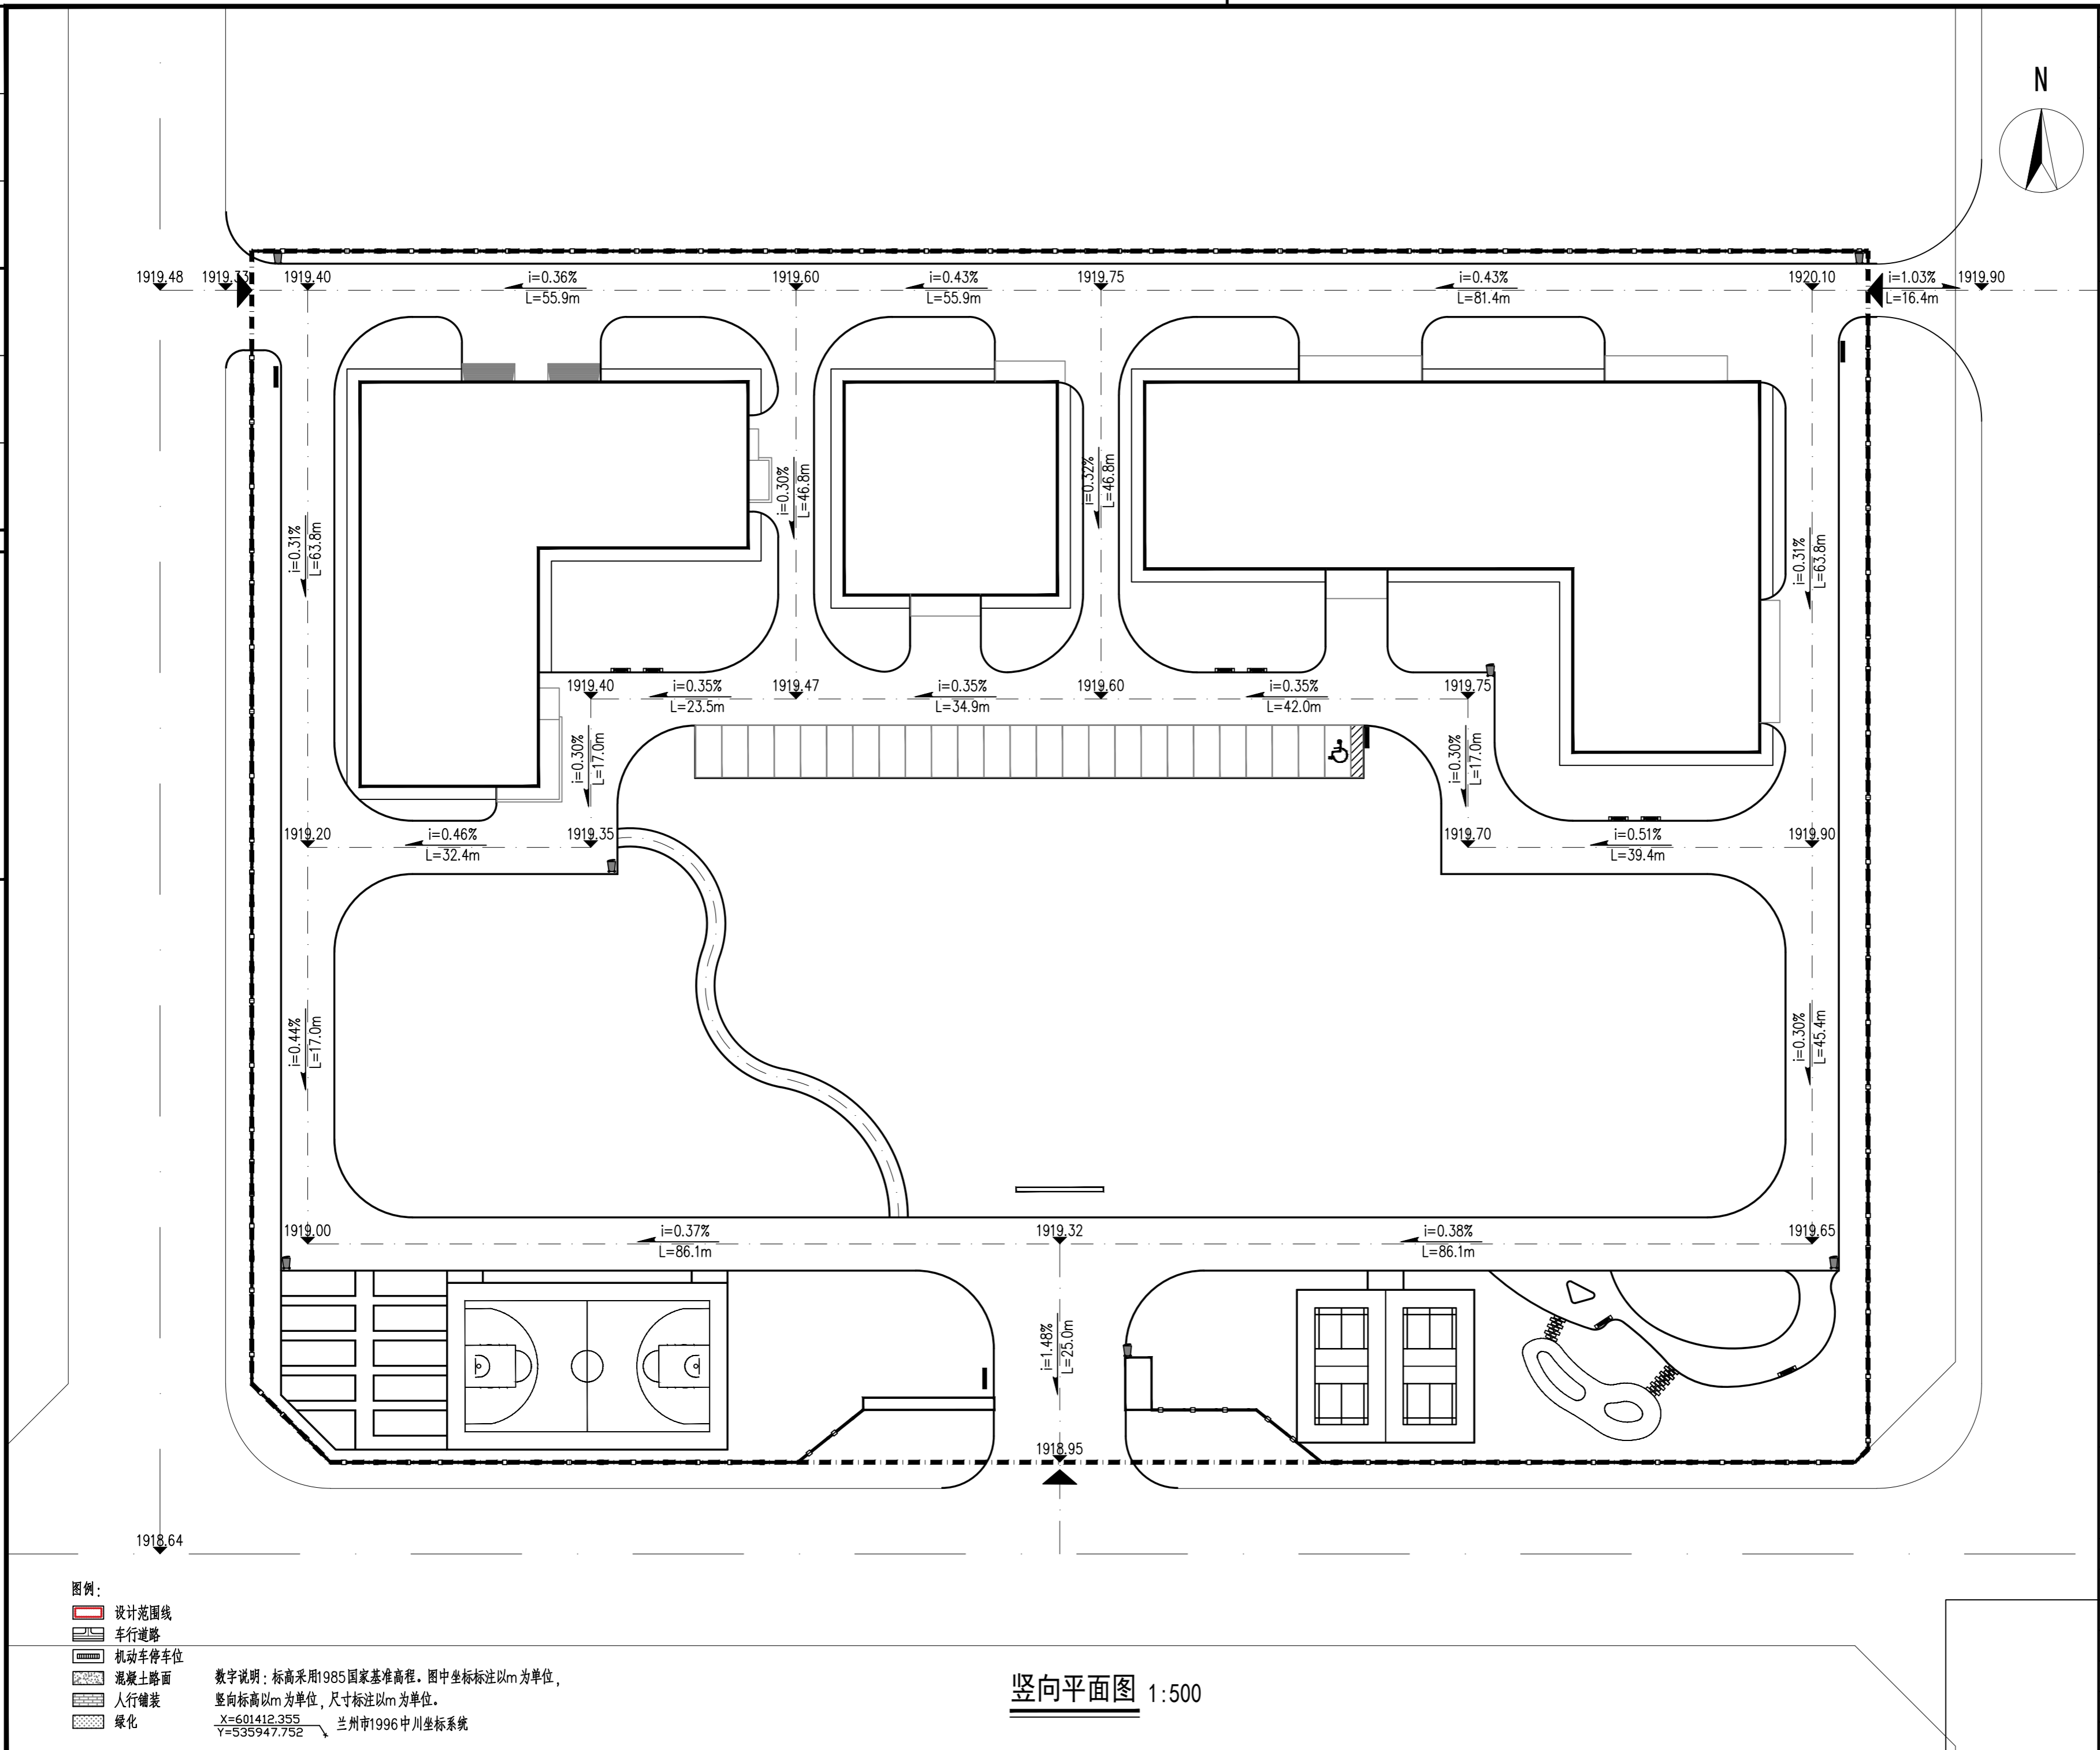 N
1919.48
1919.33
1919.40
i=0.36%
L=55.9m
1919.60
i=0.43%
L=55.9m
1919.75
i=0.43%
L=81.4m
1920.10
i=1.03%
L=16.4m
1919.90
i=0.31%
L=63.8m
i=0.30%
L=46.8m
i=0.32%
L=46.8m
i=0.31%
L=63.8m
1919.40
i=0.35%
L=23.5m
1919.47
i=0.35%
L=34.9m
1919.60
i=0.35%
L=42.0m
1919.75
i=0.30%
L=17.0m
i=0.30%
L=17.0m
1919.20
i=0.46%
L=32.4m
1919.35
1919.70
i=0.51%
L=39.4m
1919.90
i=0.44%
L=17.0m
i=0.30%
L=45.4m
1919.00
i=0.37%
L=86.1m
1919.32
i=0.38%
L=86.1m
1919.65
i=1.48%
L=25.0m
1918.95
1918.64
图例：
设计范围线
车行道路
机动车停车位
混凝土路面
人行铺装
绿化
数字说明：标高采用1985国家基准高程。图中坐标标注以m为单位，
竖向标高以m为单位，尺寸标注以m为单位。
X=601412.355
Y=535947.752
兰州市1996中川坐标系统
竖向平面图 1:500